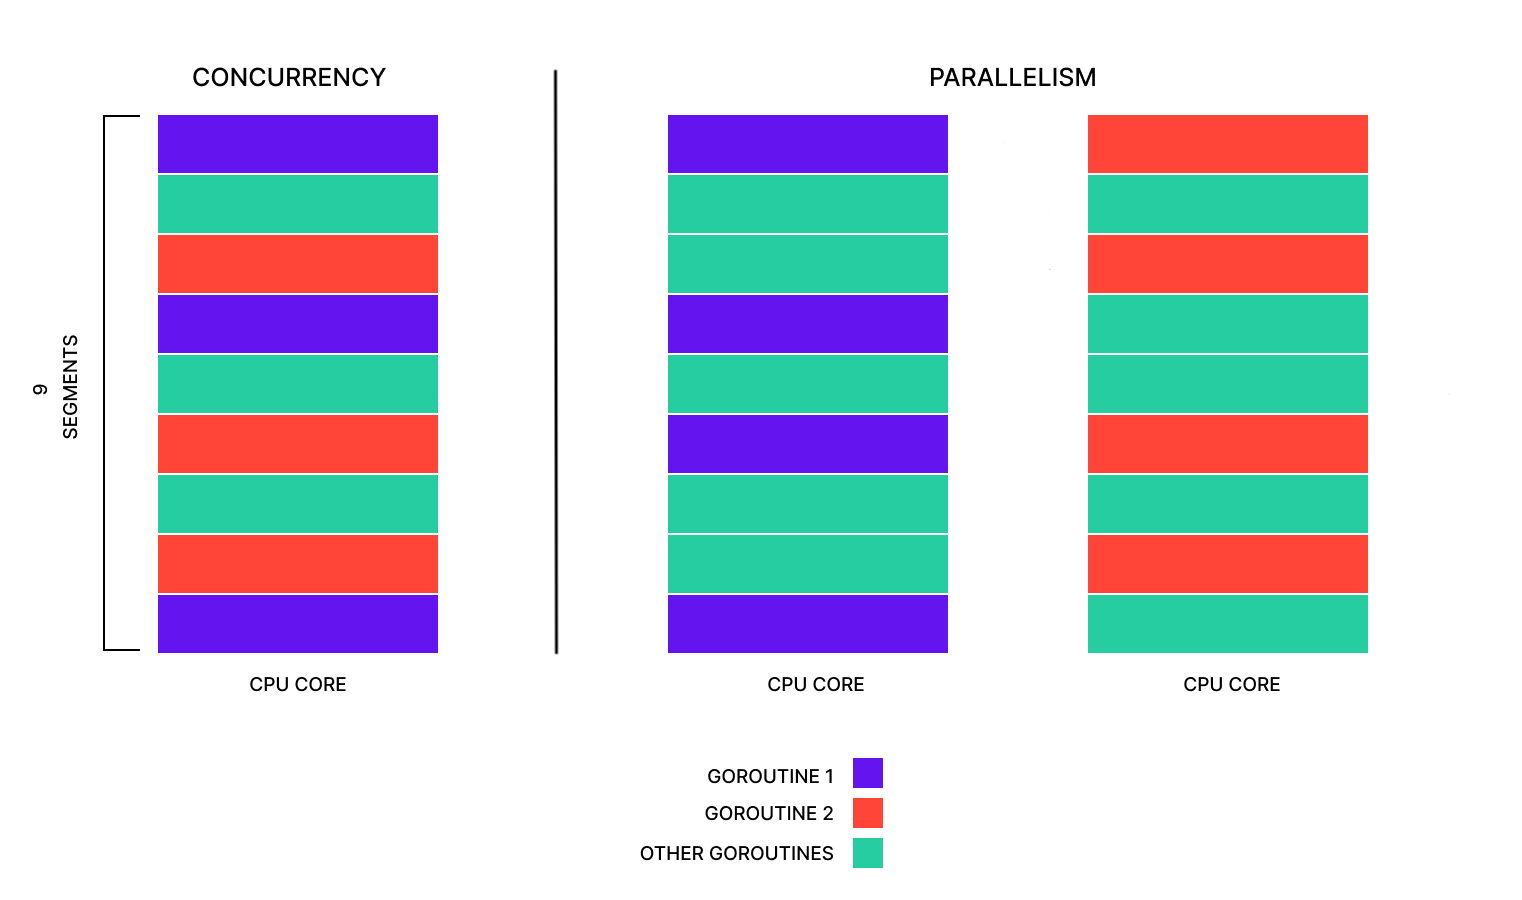 CONCURRENCY
PARALLELISM
9
SEGMENTS
CPU CORE
CPU CORE
CPU CORE
GOROUTINE 1
GOROUTINE 2
OTHER GOROUTINES